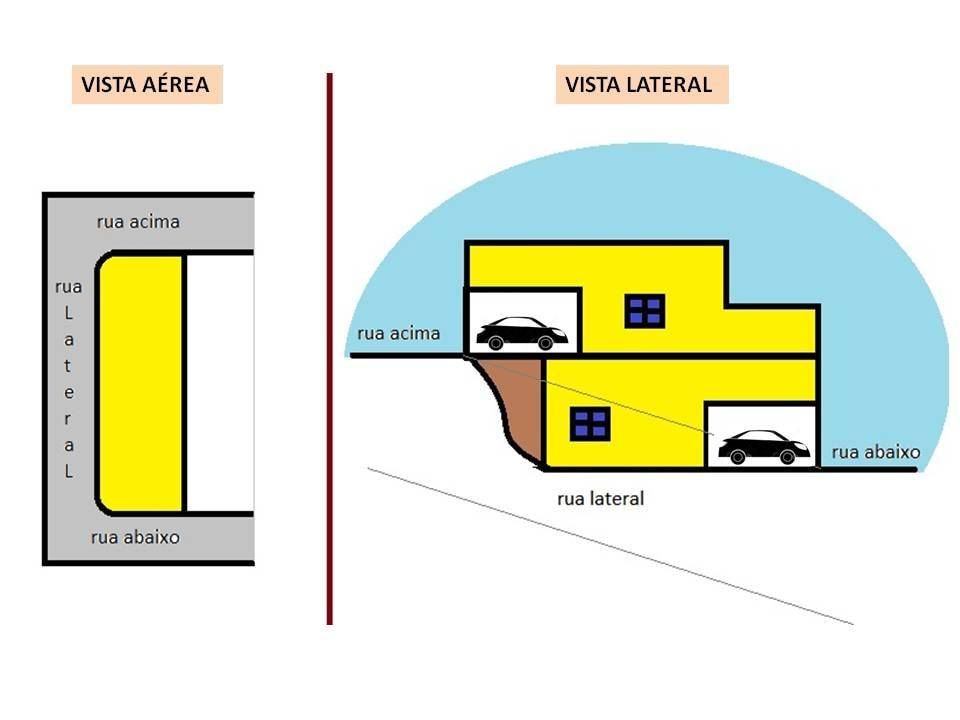 VISTA AÉREA
rua acima
rua
L
a
t
e
r
a
L
rua abaixo
VISTA LATERAL
rua acima
rua abaixo
rua lateral